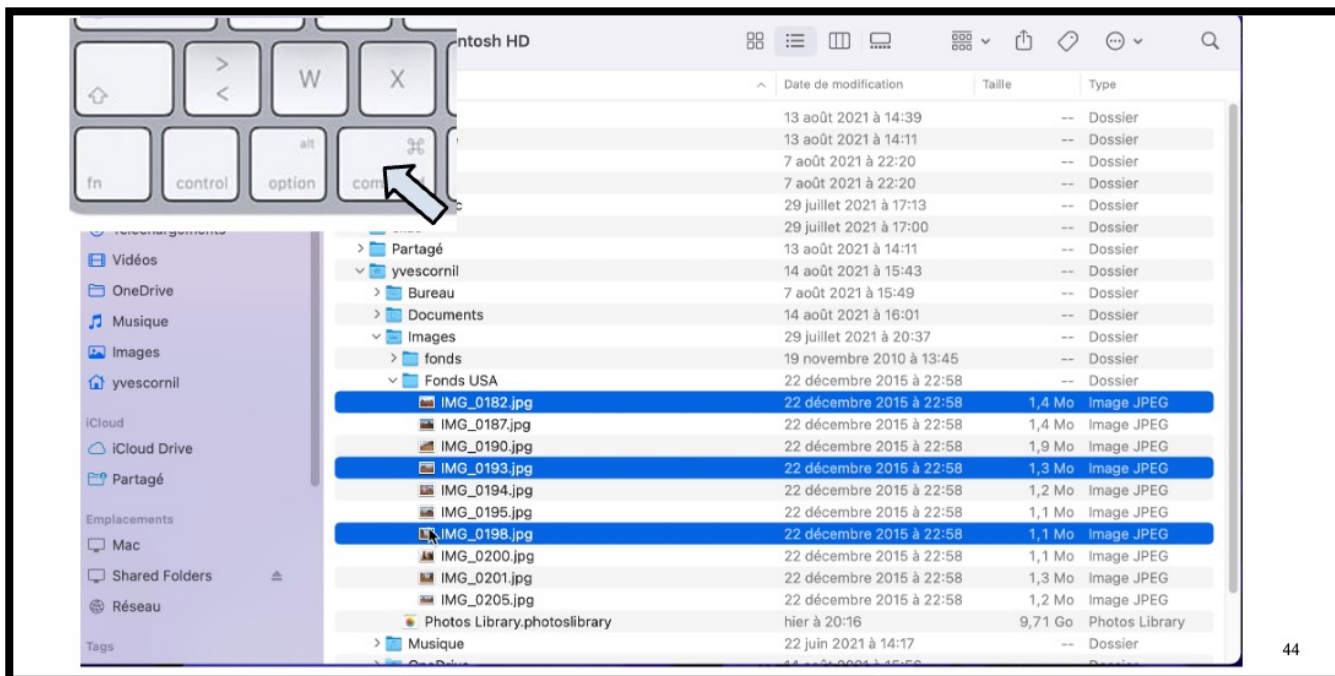 >
<
W
X
alt
⌘
fn
control
option
ntosh HD
Date de modification Taille Type
13 août 2021 à 14:39 -- Dossier
13 août 2021 à 14:11 -- Dossier
7 août 2021 à 22:20 -- Dossier
7 août 2021 à 22:20 -- Dossier
29 juillet 2021 à 17:13 -- Dossier
29 juillet 2021 à 17:00 -- Dossier
Partagé 13 août 2021 à 14:11 -- Dossier
yvescornil 14 août 2021 à 15:43 -- Dossier
Bureau 7 août 2021 à 15:49 -- Dossier
Documents 14 août 2021 à 16:01 -- Dossier
Images 29 juillet 2021 à 20:37 -- Dossier
fonds 19 novembre 2010 à 13:45 -- Dossier
Fonds USA 22 décembre 2015 à 22:58 -- Dossier
IMG_0182.jpg 22 décembre 2015 à 22:58 1,4 Mo Image JPEG
IMG_0187.jpg 22 décembre 2015 à 22:58 1,4 Mo Image JPEG
IMG_0190.jpg 22 décembre 2015 à 22:58 1,9 Mo Image JPEG
IMG_0193.jpg 22 décembre 2015 à 22:58 1,3 Mo Image JPEG
IMG_0194.jpg 22 décembre 2015 à 22:58 1,2 Mo Image JPEG
IMG_0195.jpg 22 décembre 2015 à 22:58 1,1 Mo Image JPEG
IMG_0198.jpg 22 décembre 2015 à 22:58 1,1 Mo Image JPEG
IMG_0200.jpg 22 décembre 2015 à 22:58 1,1 Mo Image JPEG
IMG_0201.jpg 22 décembre 2015 à 22:58 1,3 Mo Image JPEG
IMG_0205.jpg 22 décembre 2015 à 22:58 1,2 Mo Image JPEG
Photos Library.photoslibrary hier à 20:16 9,71 Go Photos Library
Musique 22 juin 2021 à 14:17 -- Dossier
Vidéos
OneDrive
Musique
Images
yvescornil
iCloud
iCloud Drive
Partagé
Emplacements
Mac
Shared Folders
Réseau
Tags
44